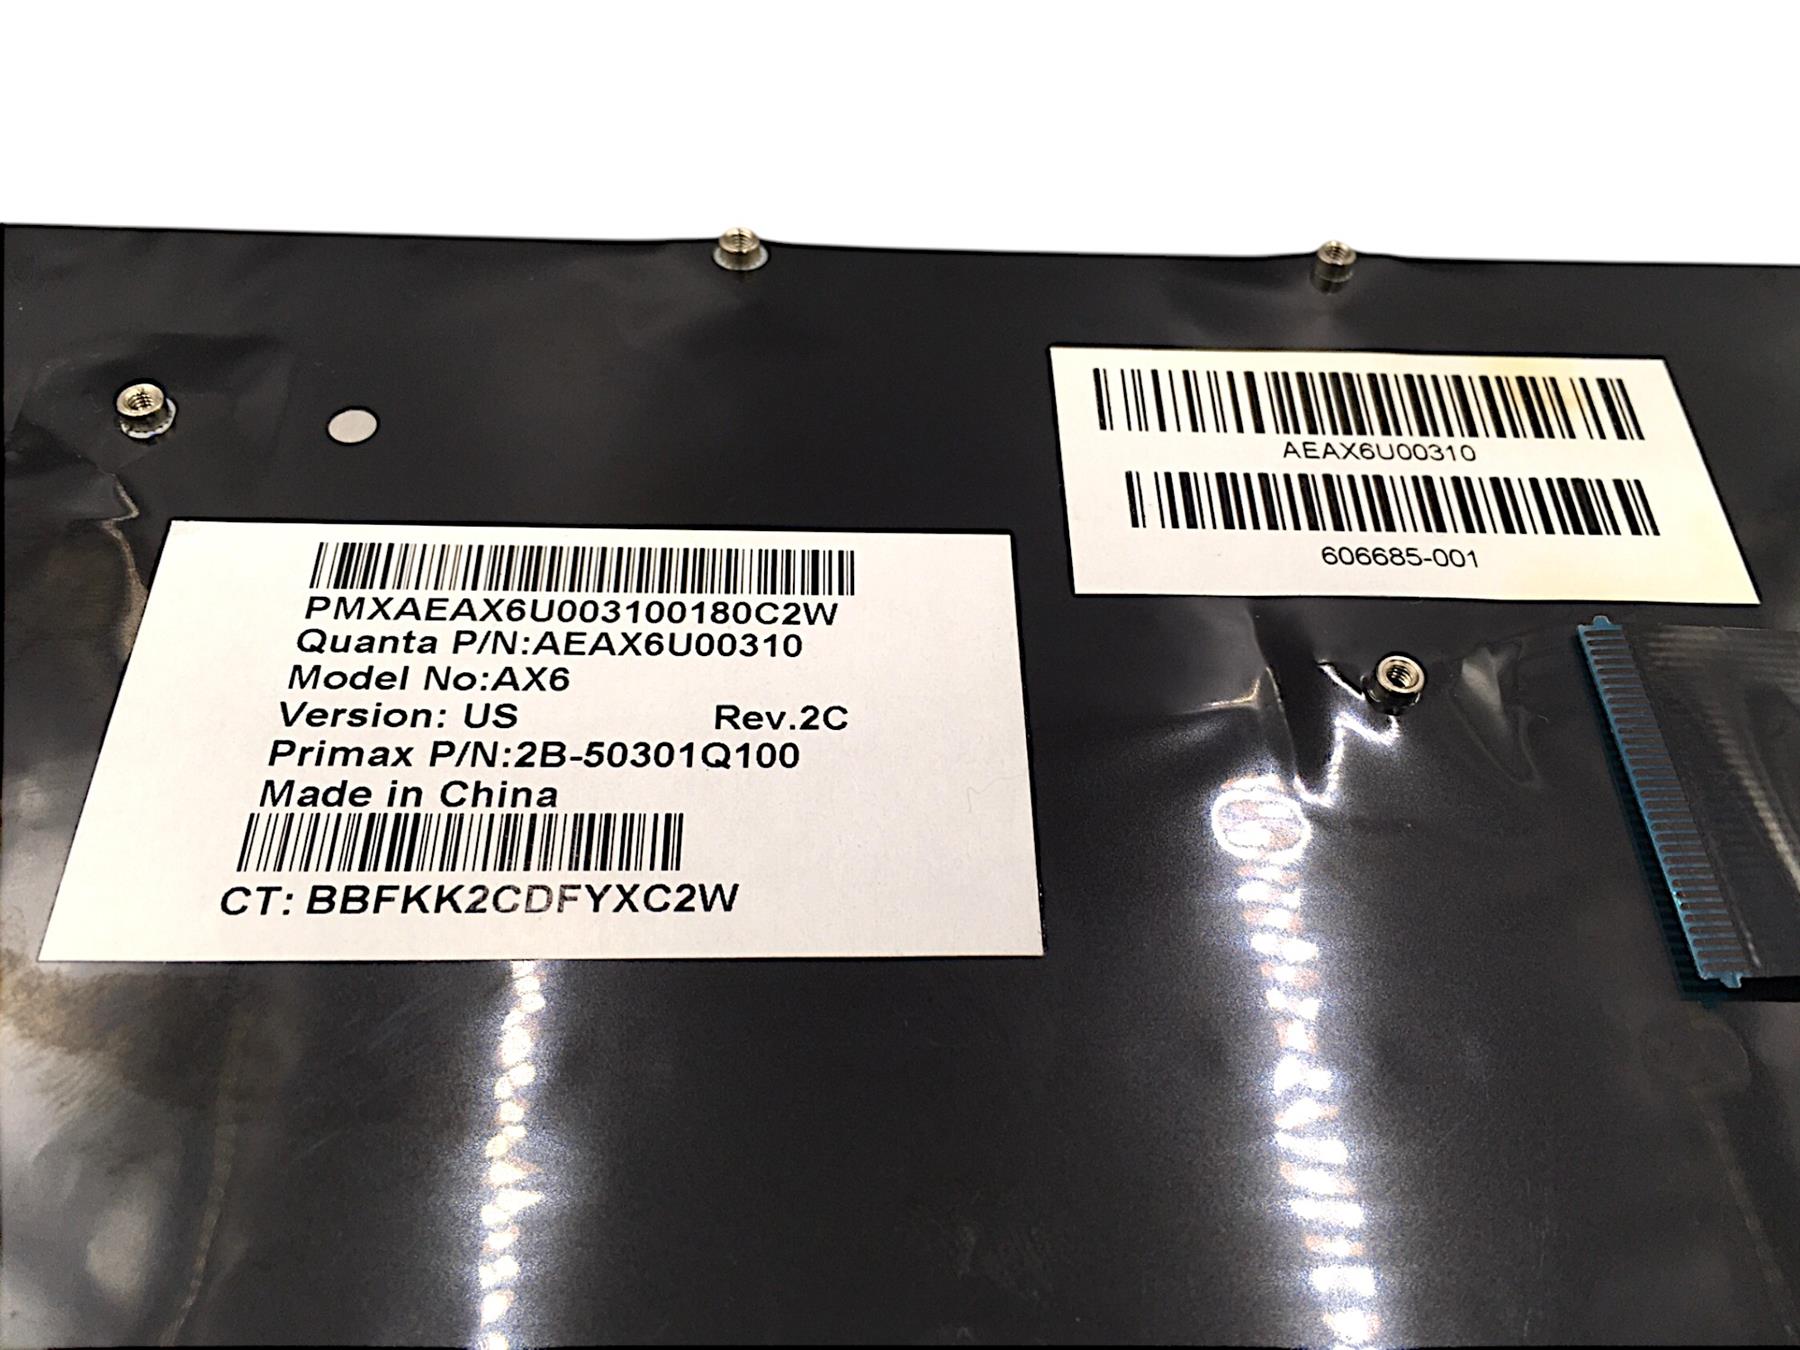 AEAX6U00310
606685-001
PMXAEAX6U003100180C2W
Quanta P/N:AEAX6U00310
Model No:AX6
Version: US Rev.2C
Primax P/N:2B-50301Q100
Made in China
CT: BBFKK2CDFYXC2W